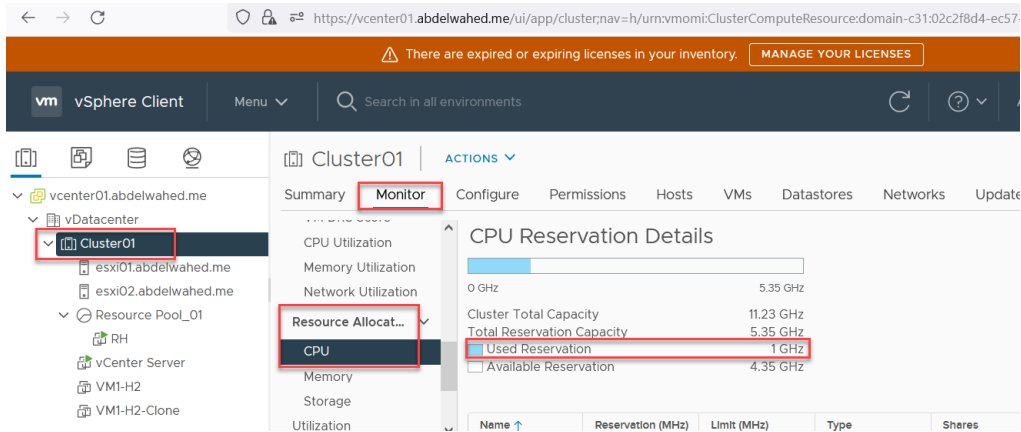 https://vcenter01.abdelwahed.me/ui/app/cluster;nav=h/urn:vmomi:ClusterComputeResource:domain-c31:02c2f8d4-ec57-
There are expired or expiring licenses in your inventory. MANAGE YOUR LICENSES
vm vSphere Client Menu Search in all environments
Cluster01 ACTIONS
Summary Monitor Configure Permissions Hosts VMs Datastores Networks Update
vcenter01.abdelwahed.me
vDatacenter
Cluster01
esxi01.abdelwahed.me
esxi02.abdelwahed.me
Resource Pool_01
RH
vCenter Server
VM1-H2
VM1-H2-Clone
CPU Utilization
Memory Utilization
Network Utilization
Resource Allocat...
CPU
Memory
Storage
Utilization
CPU Reservation Details
0 GHz 5.35 GHz
Cluster Total Capacity 11.23 GHz
Total Reservation Capacity 5.35 GHz
Used Reservation 1 GHz
Available Reservation 4.35 GHz
Name Reservation (MHz) Limit (MHz) Type Shares